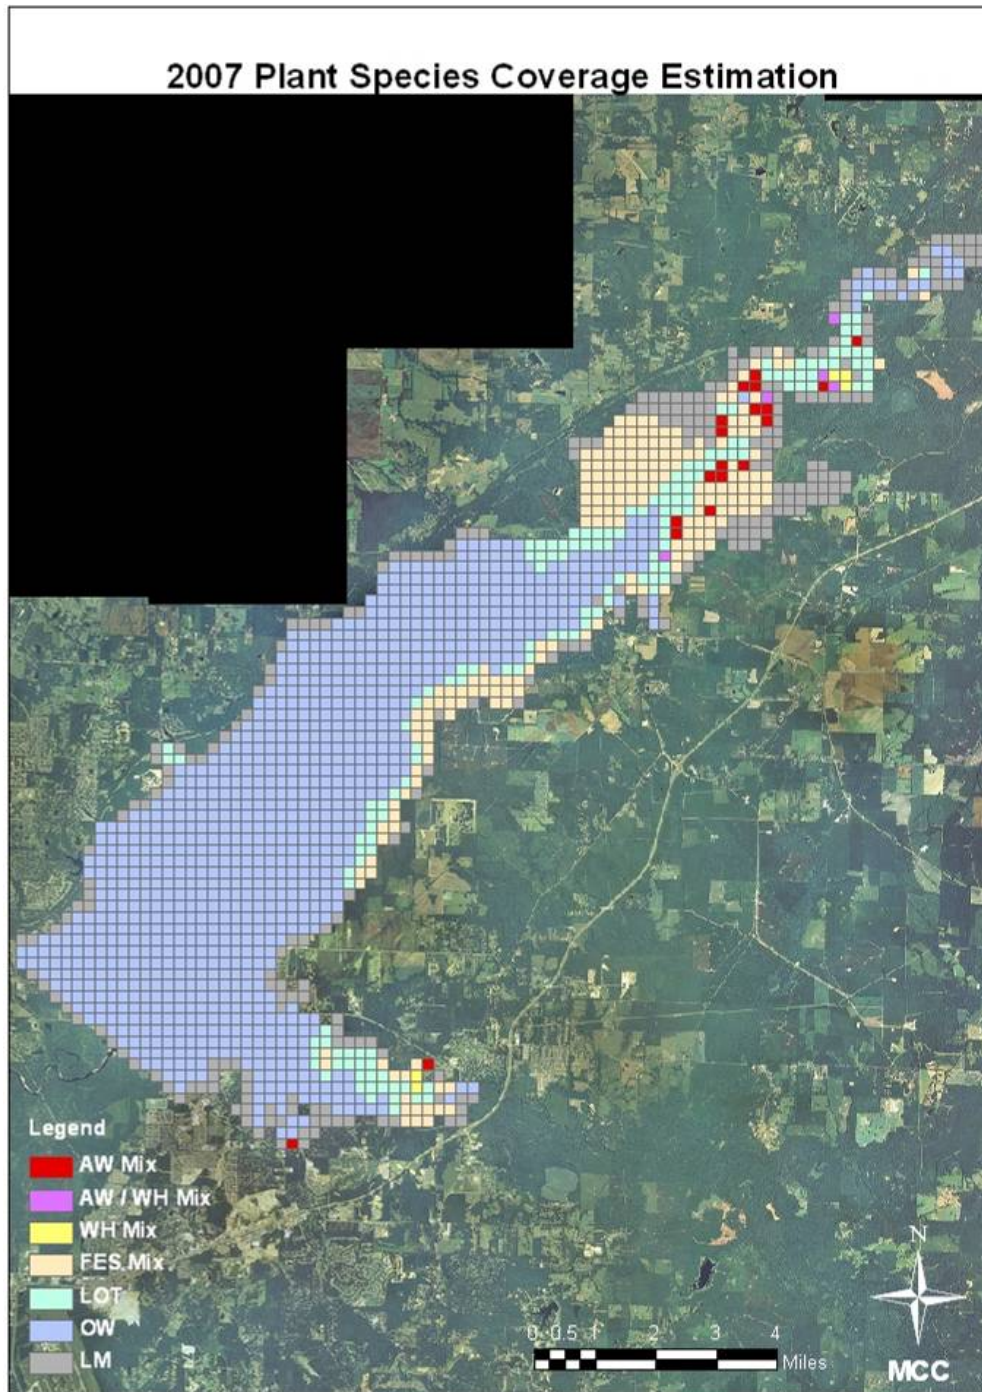 2007 Plant Species Coverage Estimation
Legend
AW Mix
AW / WH Mix
WH Mix
FES Mix
LOT
OW
LM
N
0 0.5 1 2 3 4
Miles
MCC